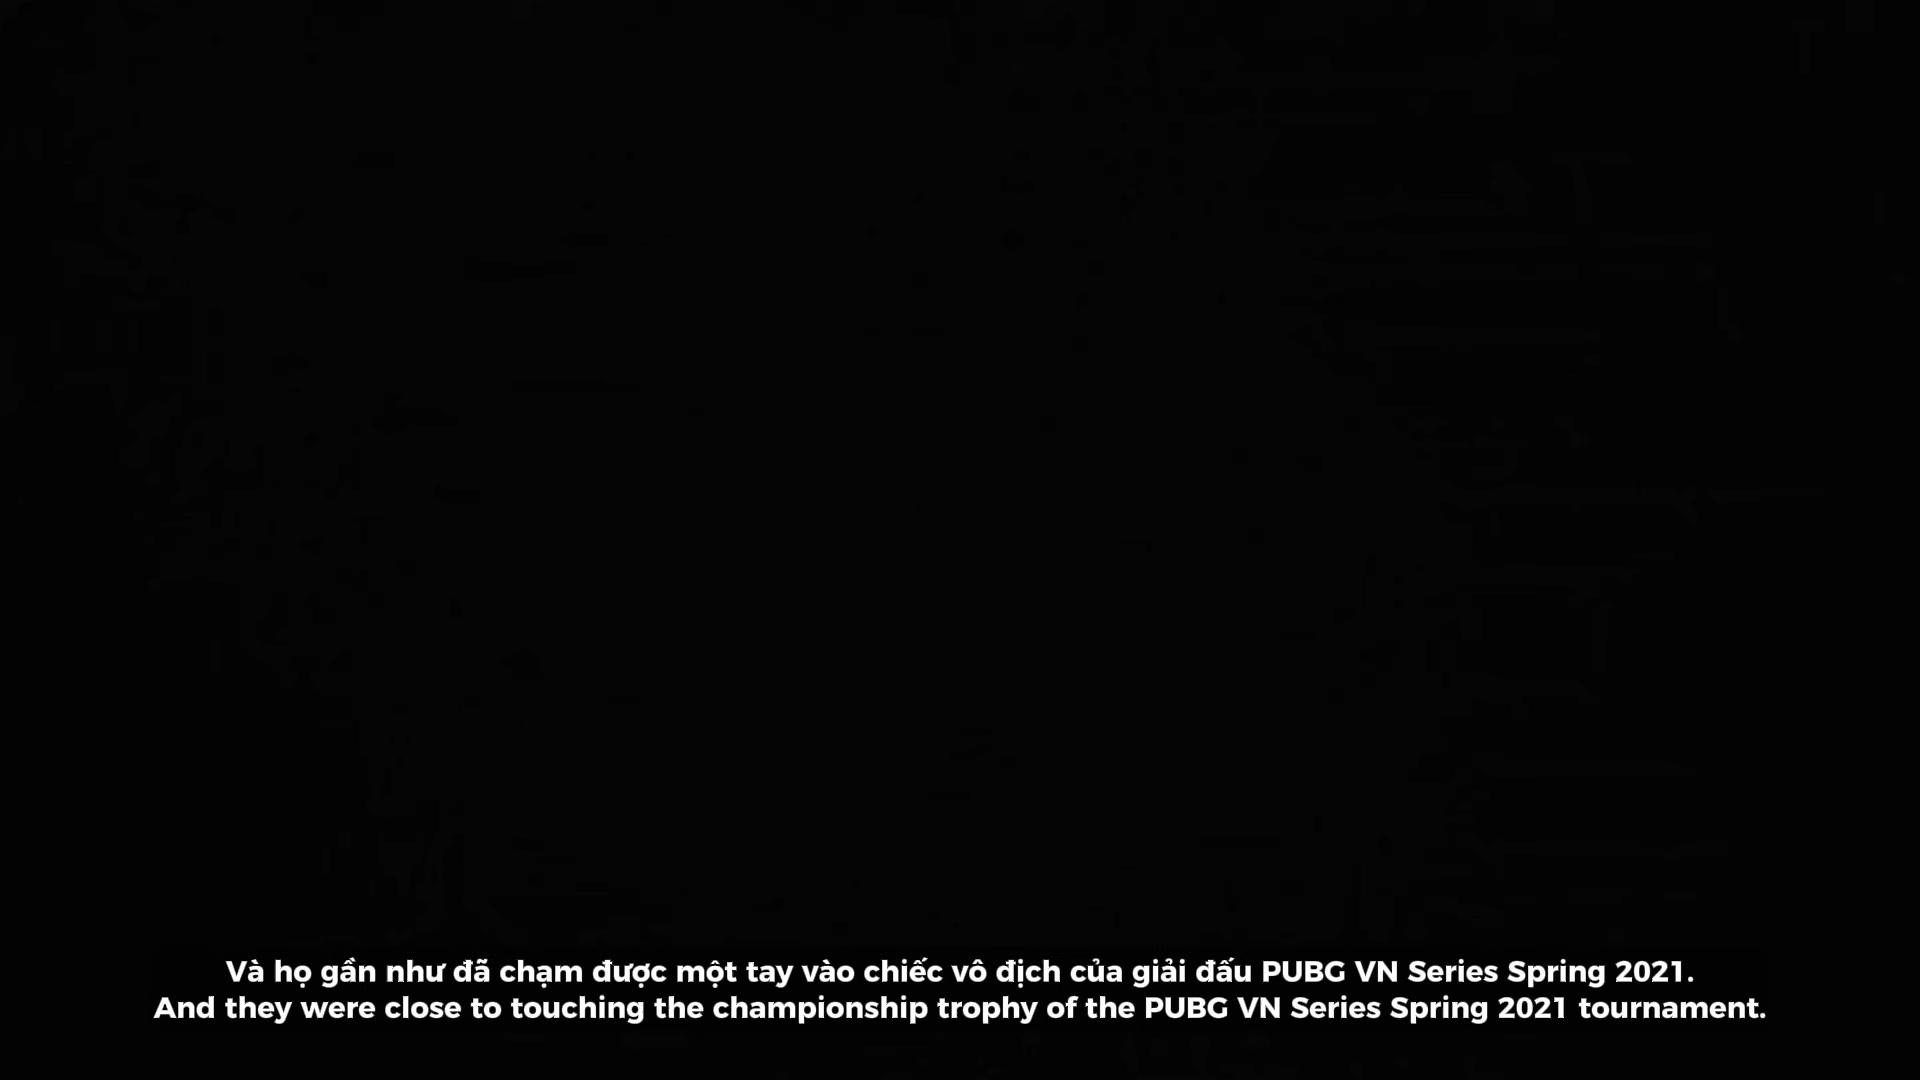 Và họ gần như đã chạm được một tay vào chiếc vô địch của giải đấu PUBG VN Series Spring 2021.
And they were close to touching the championship trophy of the PUBG VN Series Spring 2021 tournament.